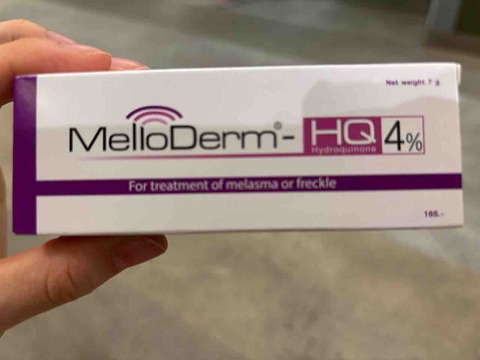 Net weight 7 g
MelloDerm®-HQ 4%
Hydroquinone
For treatment of melasma or freckle
165.-